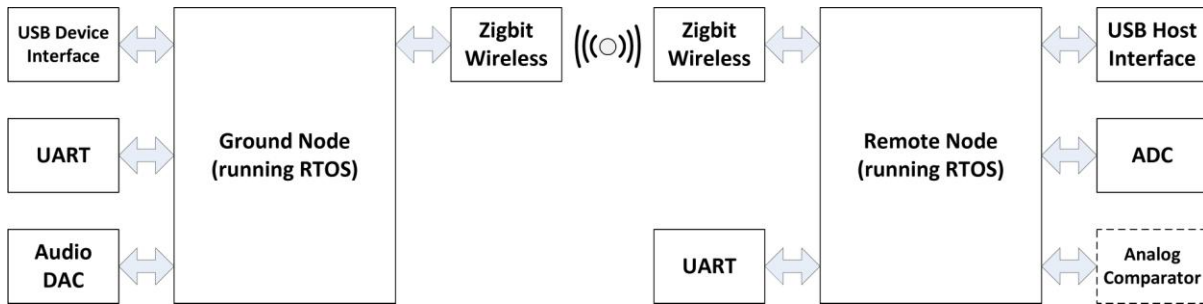 USB Device
Interface
UART
Audio
DAC
Ground Node
(running RTOS)
Zigbit
Wireless
Zigbit
Wireless
UART
Remote Node
(running RTOS)
USB Host
Interface
ADC
Analog
Comparator